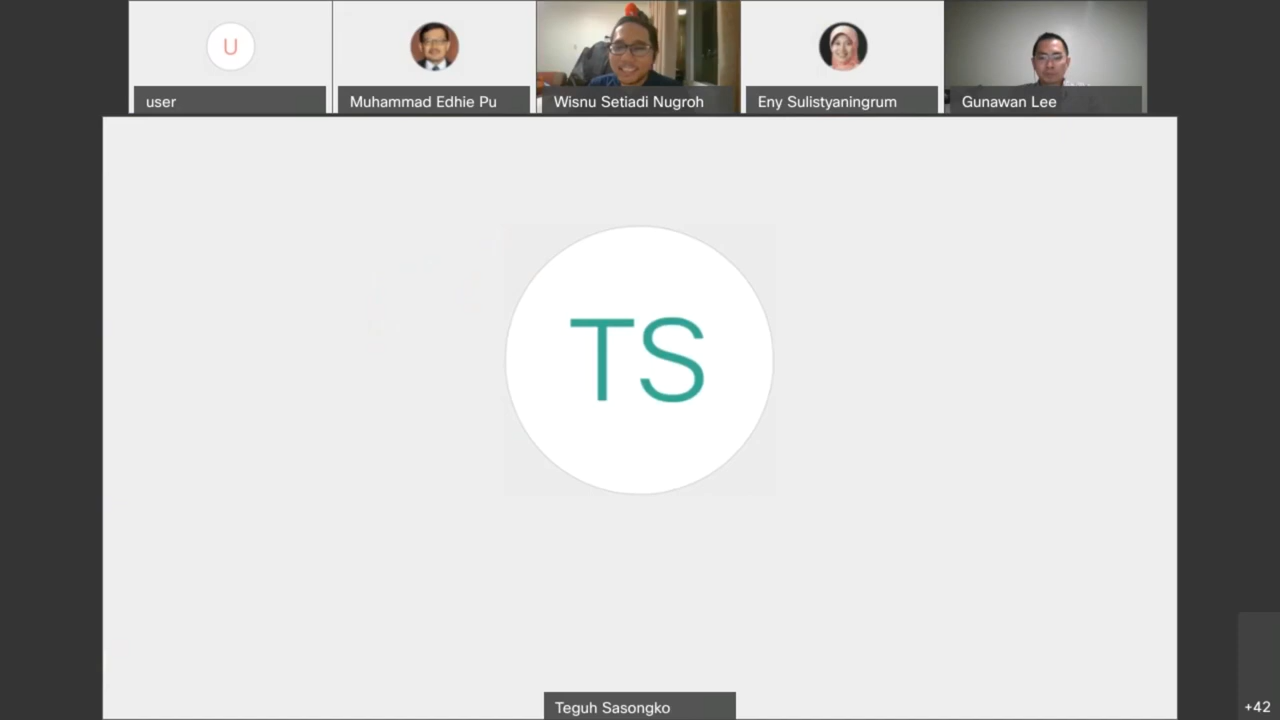 U
user
Muhammad Edhie Pu
Wisnu Setiadi Nugroh
Eny Sulistyaningrum
Gunawan Lee
TS
Teguh Sasongko
+42